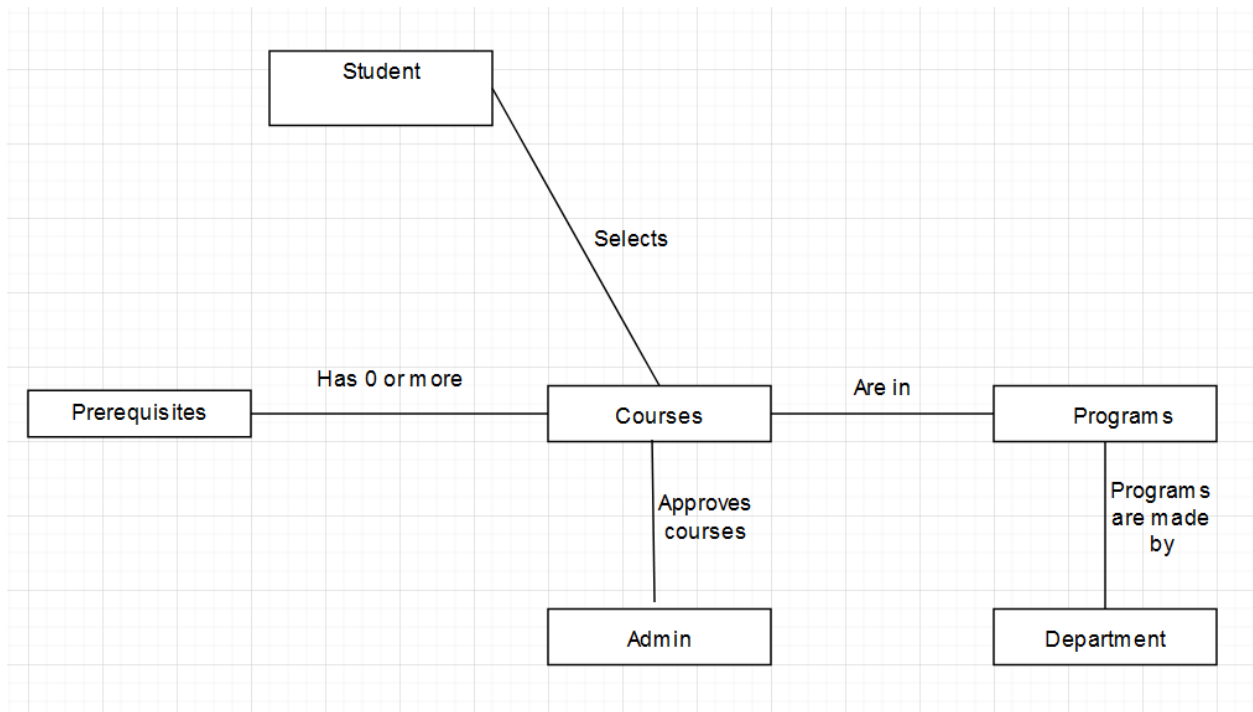 Student
Selects
Has 0 or more
Are in
Prerequisites
Courses
Programs
Approves
courses
Programs
are made
by
Admin
Department